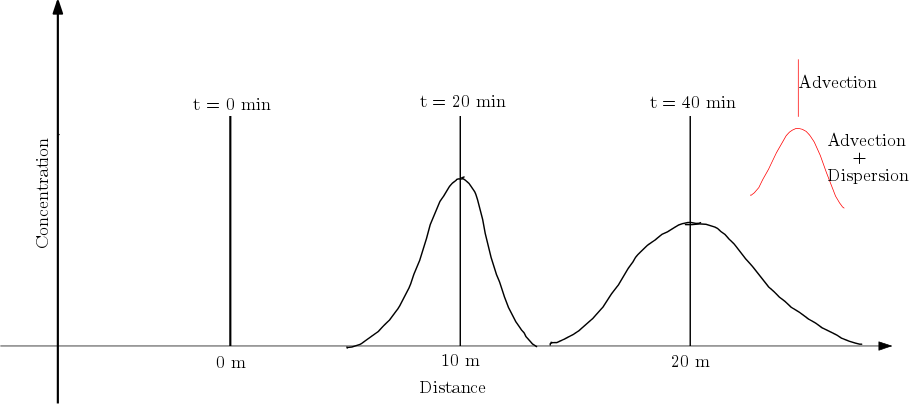 t = 0 min
t = 20 min
t = 40 min
Advection
Advection
+
Dispersion
Concentration
0 m
10 m
20 m
Distance